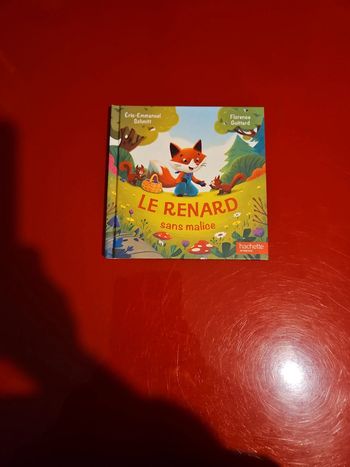 Eric-Emmanuel
Schmitt
Florence
Guittard
LE RENARD
sans malice
hachette